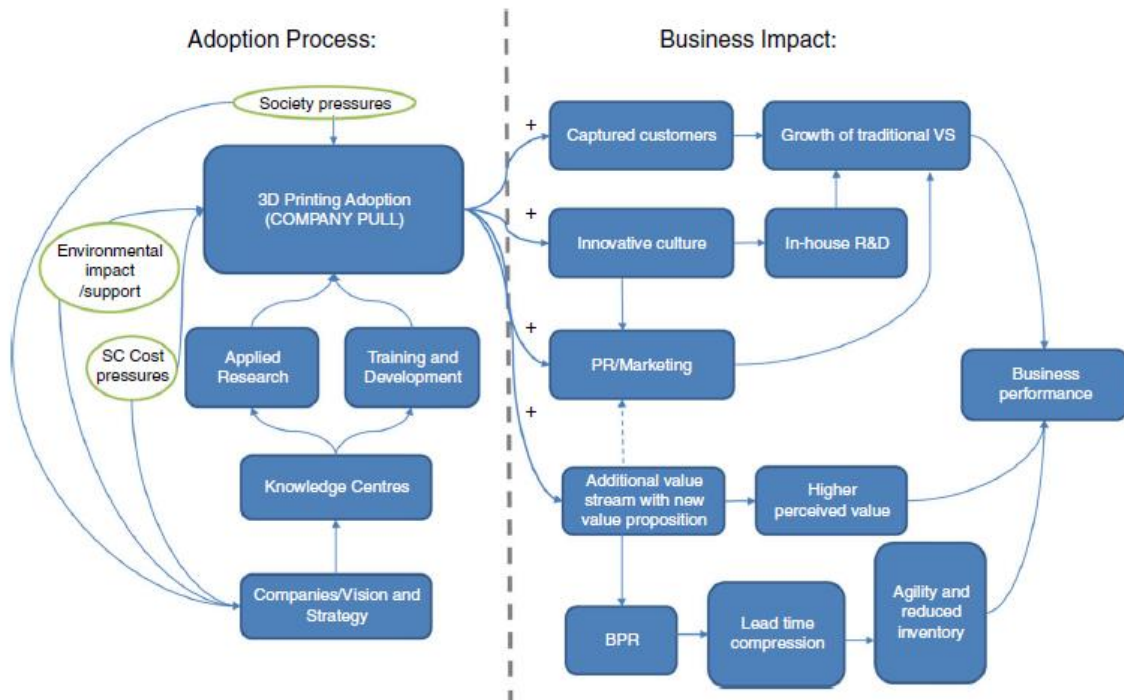 Adoption Process:
Business Impact:
Society pressures
3D Printing Adoption
(COMPANY PULL)
Environmental
impact
/support
SC Cost
pressures
Applied
Research
Training and
Development
Knowledge Centres
Companies/Vision and
Strategy
+
Captured customers
Growth of traditional VS
+
Innovative culture
In-house R&D
+
PR/Marketing
Business
performance
+
Additional value
stream with new
value proposition
Higher
perceived value
BPR
Lead time
compression
Agility and
reduced
inventory